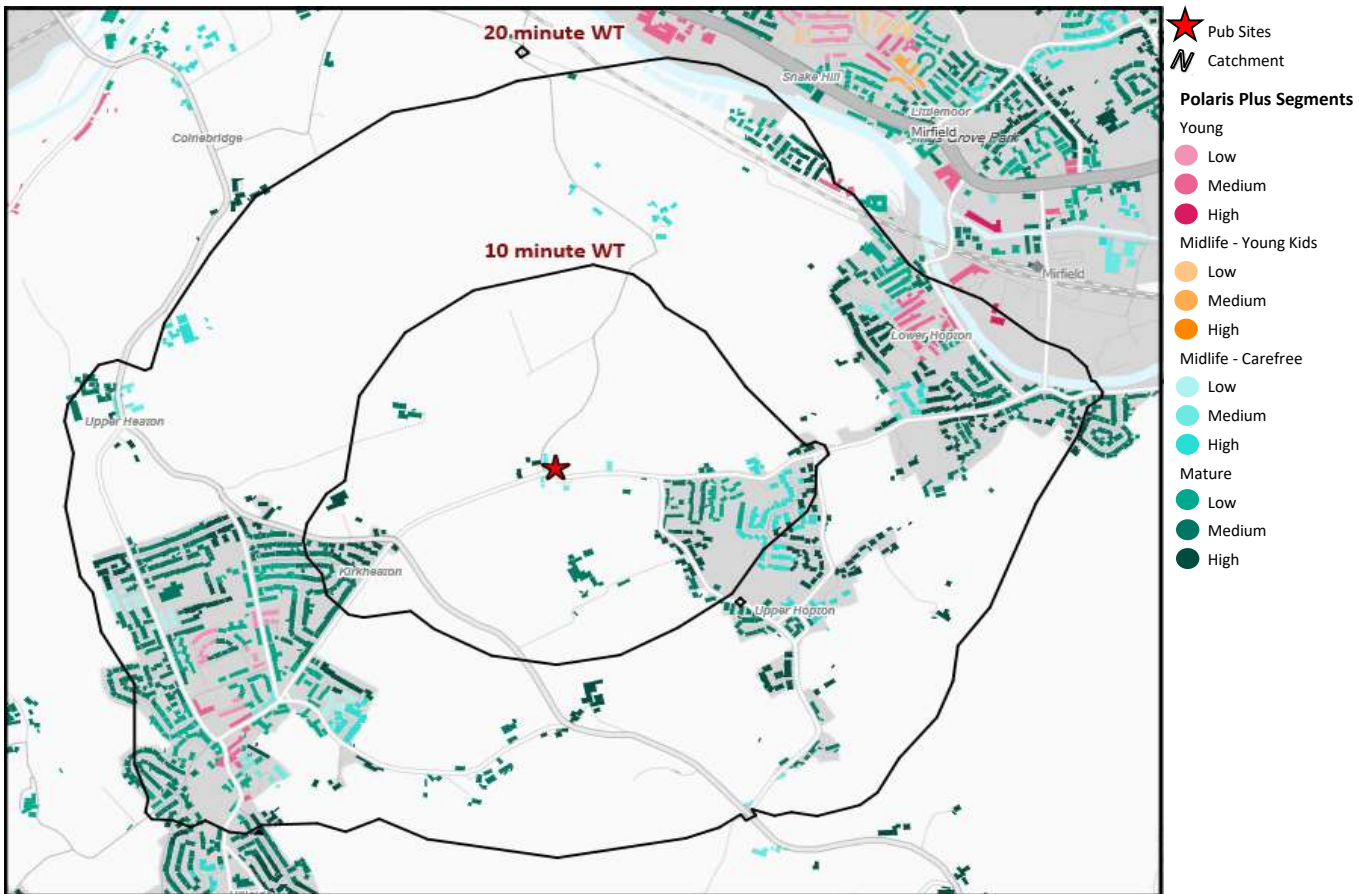 20 minute WT
Snake Hill
Littlemoor
Mirfield
Grove Park
Colnebridge
10 minute WT
Mirfield
Lower Hopton
Upper Heaton
Kirkheaton
Upper Hopton
Pub Sites
Catchment
Polaris Plus Segments
Young
Low
Medium
High
Midlife - Young Kids
Low
Medium
High
Midlife - Carefree
Low
Medium
High
Mature
Low
Medium
High